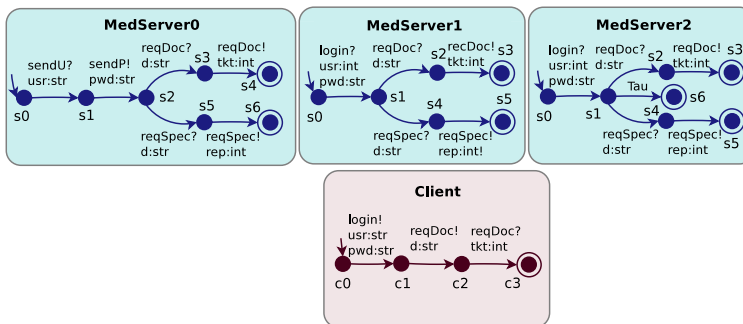 MedServer0
sendU?
usr:str
sendP!
pwd:str
reqDoc?
d:str
s3
reqDoc!
tkt:int
s4
s0
s1
s2
s5
s6
reqSpec?
d:str
reqSpec!
rep:int
MedServer1
login?
usr:int
pwd:str
reqDoc?
d:str
s2
recDoc!
tkt:int
s3
s0
s1
s4
s5
reqSpec?
d:str
reqSpec!
rep:int!
MedServer2
login?
usr:int
pwd:str
reqDoc?
d:str
s2
reqDoc!
tkt:int
s3
Tau
s6
s0
s1
s4
reqSpec?
d:str
reqSpec!
rep:int
s5
Client
login!
usr:str
pwd:str
reqDoc!
d:str
reqDoc?
tkt:int
c0
c1
c2
c3